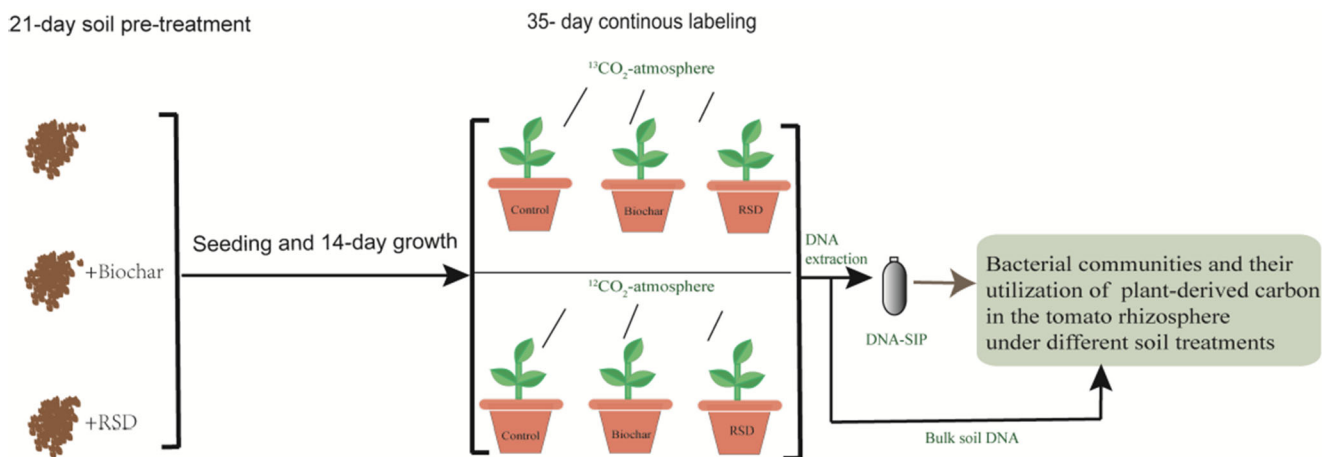 21-day soil pre-treatment
35- day continous labeling
¹³CO₂-atmosphere
Control
Biochar
RSD
+Biochar
+RSD
Seeding and 14-day growth
¹²CO₂-atmosphere
Control
Biochar
RSD
DNA
extraction
DNA-SIP
Bacterial communities and their
utilization of plant-derived carbon
in the tomato rhizosphere
under different soil treatments
Bulk soil DNA